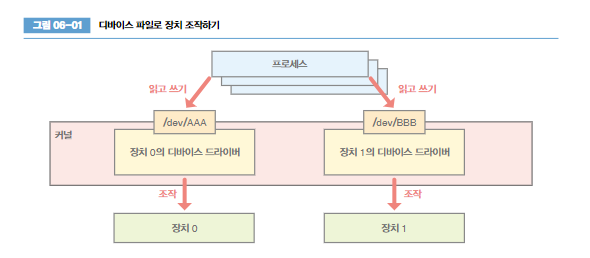 그림 06-01 디바이스 파일로 장치 조작하기
프로세스
읽고 쓰기 읽고 쓰기
/dev/AAA /dev/BBB
커널
장치 0의 디바이스 드라이버 장치 1의 디바이스 드라이버
조작 조작
장치 0 장치 1